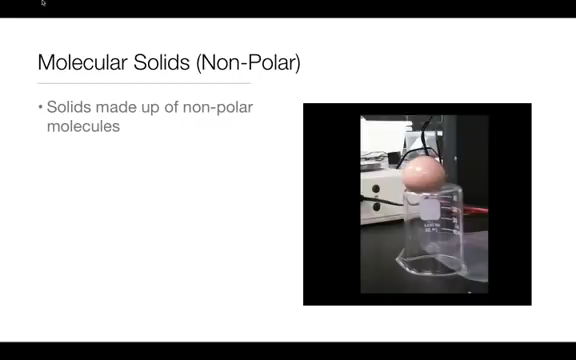 Molecular Solids (Non-Polar)
• Solids made up of non-polar
molecules